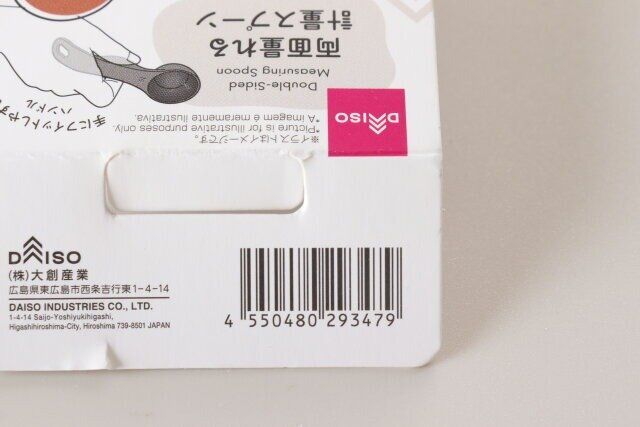 両面量れる
計量スプーン
Double-Sided
Measuring Spoon
手にフィットしやす
ハンドル
※イラストはイメージです。
*Picture is for illustrative purposes only.
*A imagem é meramente ilustrativa.
DAISO
DAISO
(株)大創産業
広島県東広島市西条吉行東1-4-14
DAISO INDUSTRIES CO., LTD.
1-4-14 Saijo-Yoshiyukihigashi,
Higashihiroshima-City, Hiroshima 739-8501 JAPAN
4 550480 293479